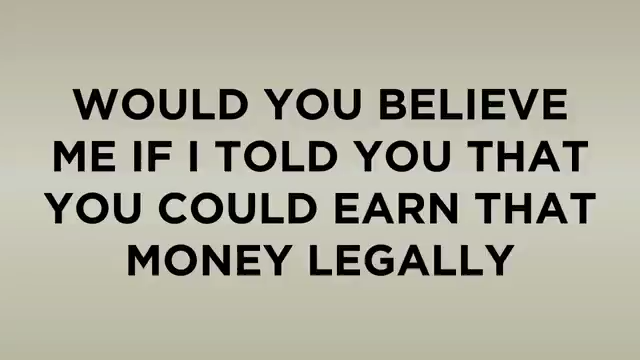 WOULD YOU BELIEVE
ME IF I TOLD YOU THAT
YOU COULD EARN THAT
MONEY LEGALLY